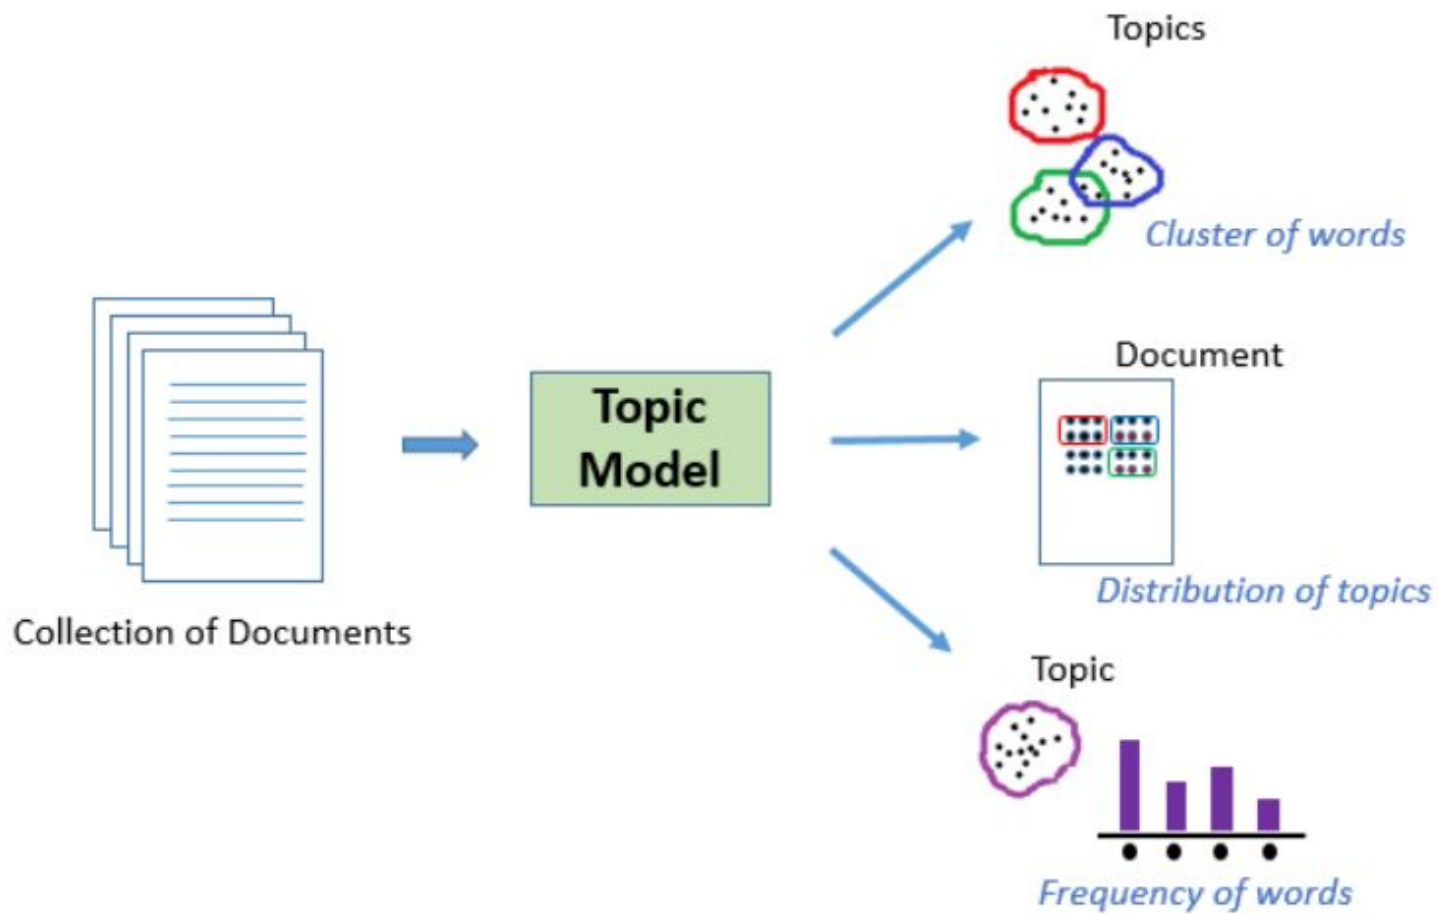 Topics
Cluster of words
Collection of Documents
Topic
Model
Document
Distribution of topics
Topic
Frequency of words